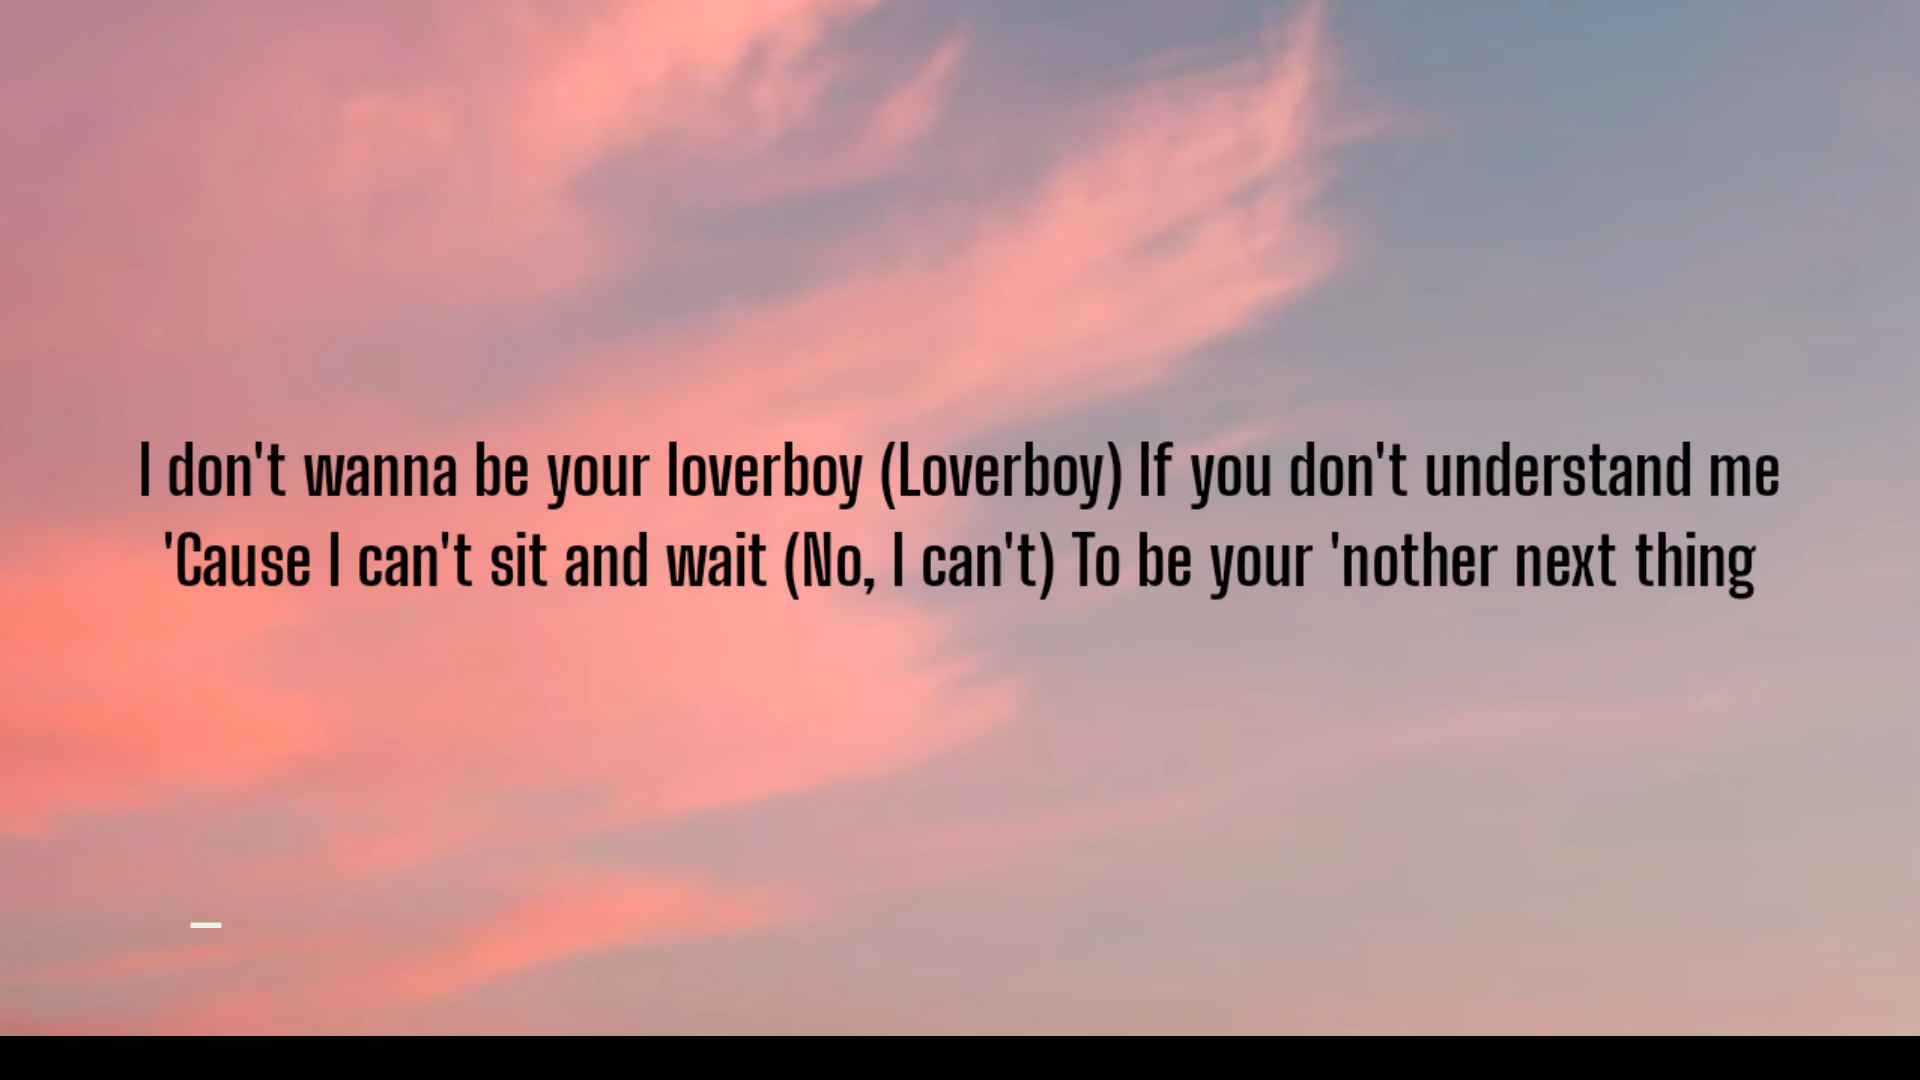 I don't wanna be your loverboy (Loverboy) If you don't understand me
'Cause I can't sit and wait (No, I can't) To be your 'nother next thing